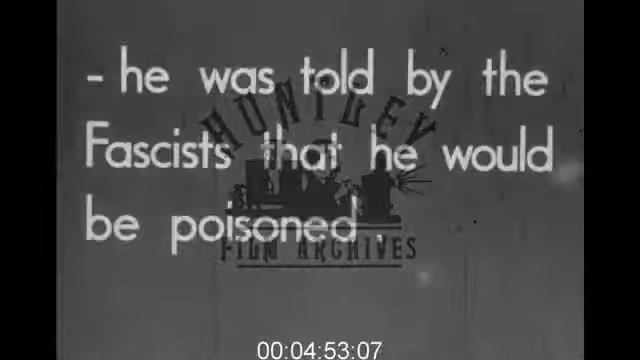 - he was told by the
HUNTLEY
Fascists that he would
be poisoned .
FILM ARCHIVES
00:04:53:07